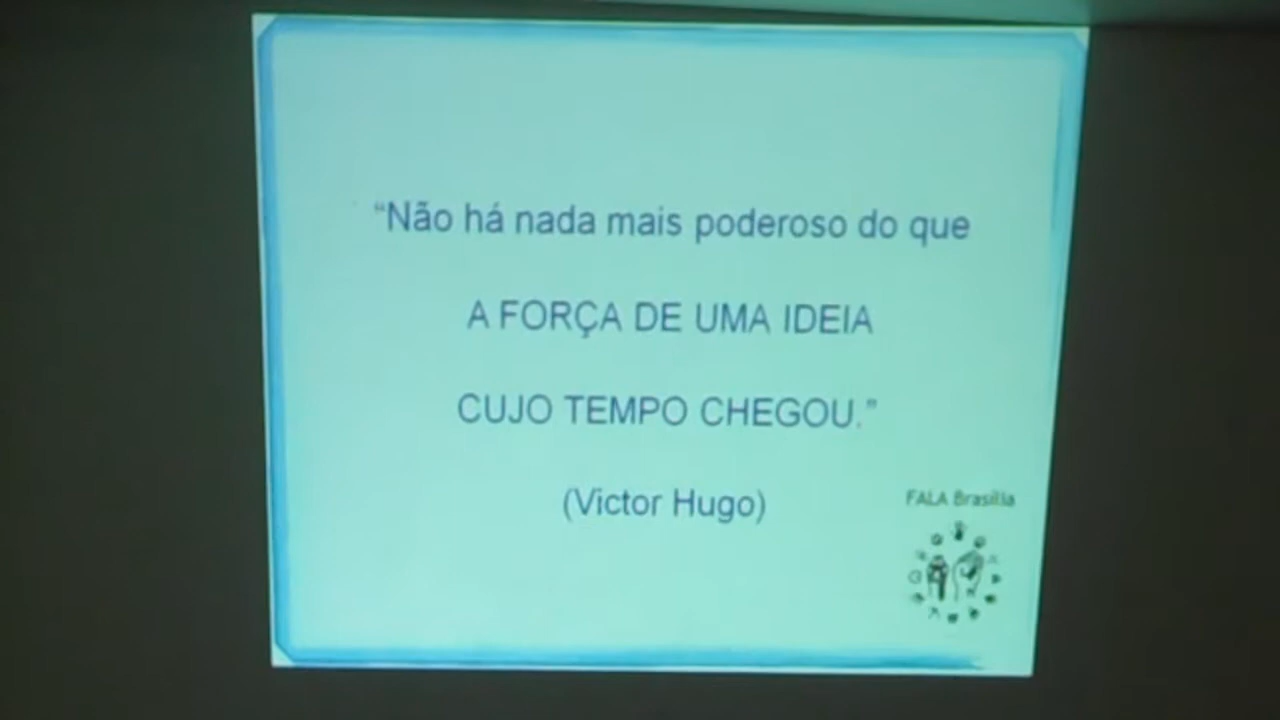 “Não há nada mais poderoso do que
A FORÇA DE UMA IDEIA
CUJO TEMPO CHEGOU.”
(Victor Hugo)
FALA Brasília